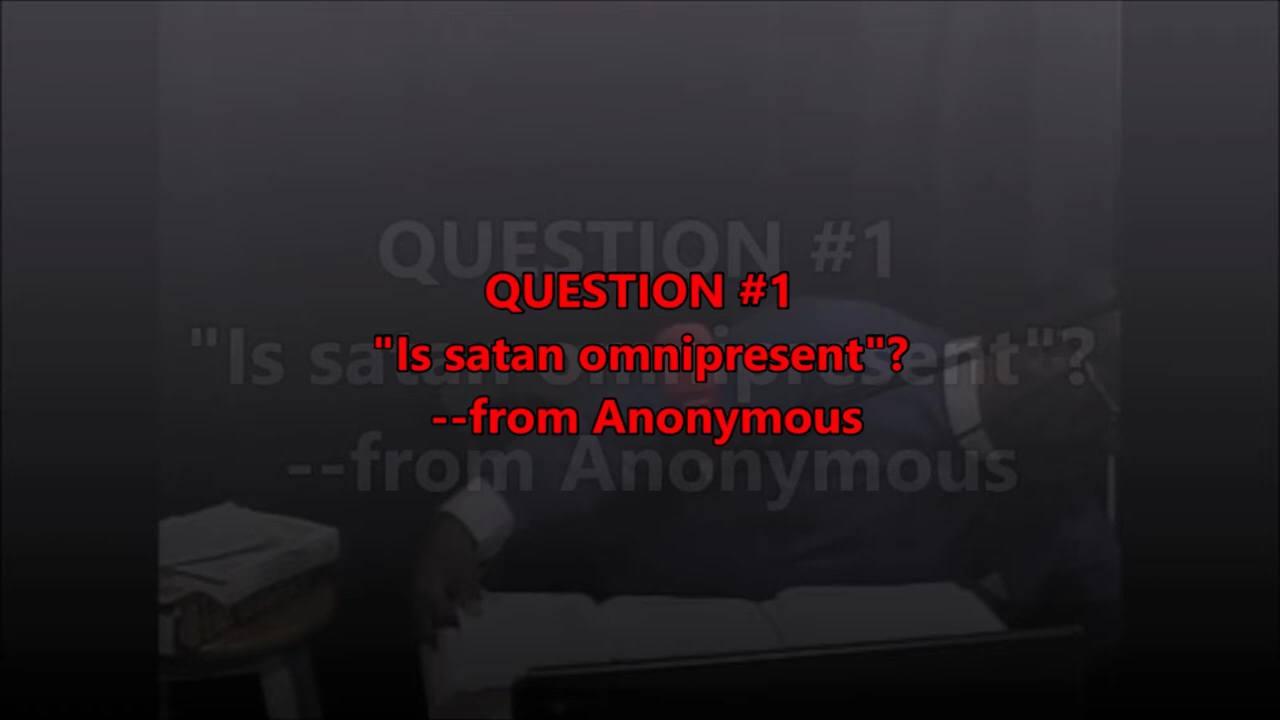 QUESTION #1
"Is satan omnipresent"?
--from Anonymous